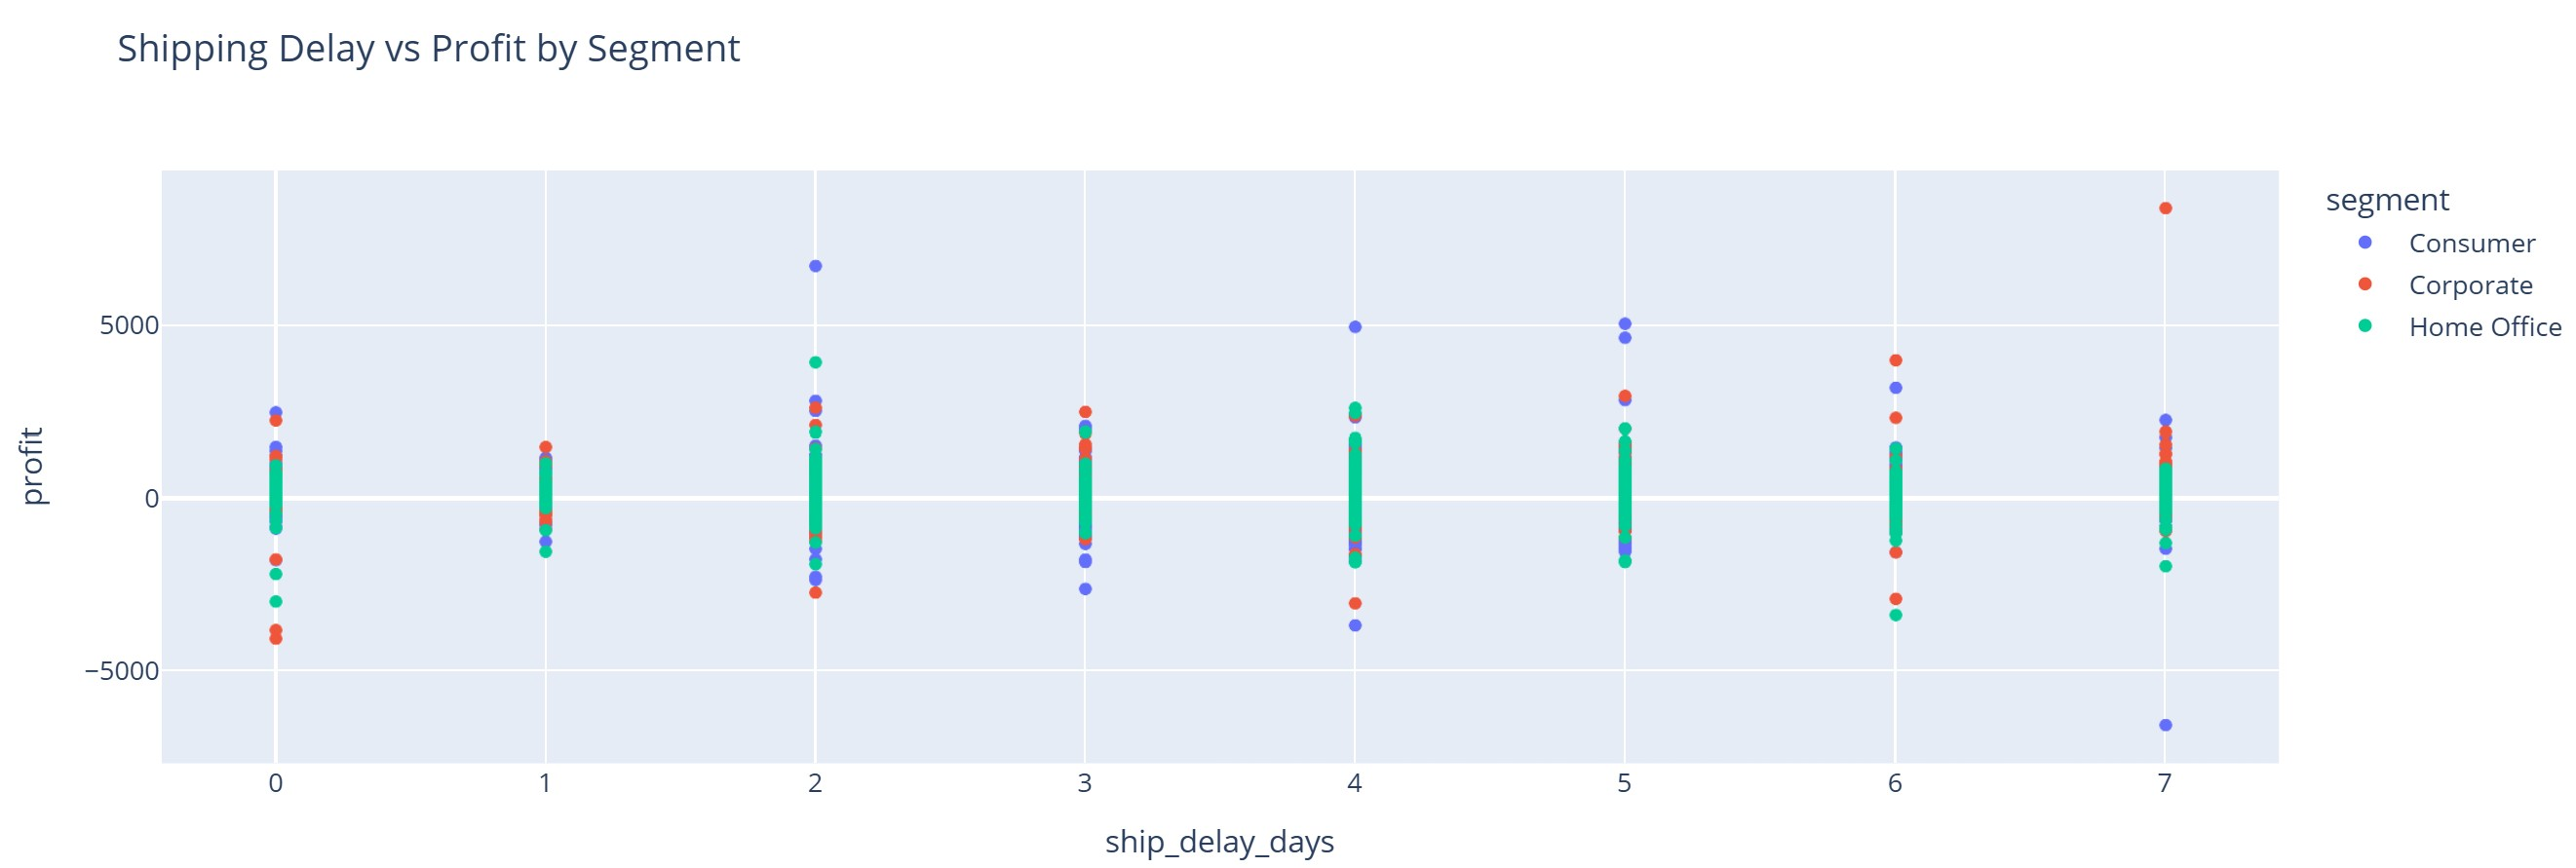 Shipping Delay vs Profit by Segment
segment
Consumer
Corporate
Home Office
profit
5000
0
−5000
0 1 2 3 4 5 6 7
ship_delay_days